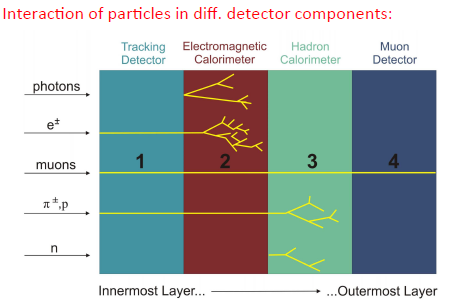 Interaction of particles in diff. detector components:
Tracking Detector
Electromagnetic Calorimeter
Hadron Calorimeter
Muon Detector
photons
e±
muons
π±,p
n
1
2
3
4
Innermost Layer...
...Outermost Layer